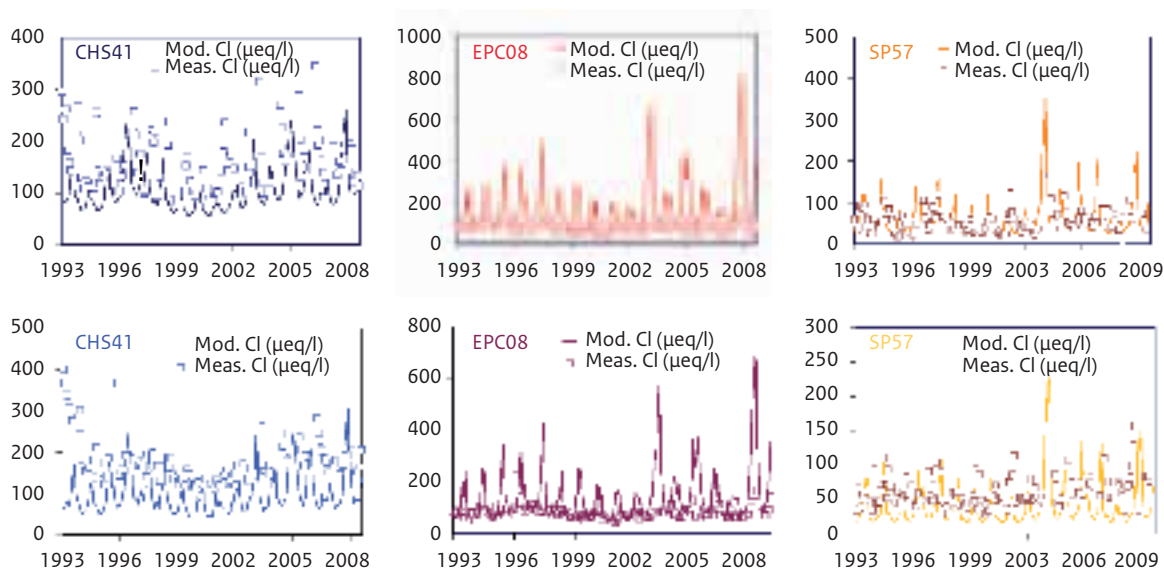 CHS41
Mod. Cl (µeq/l)
Meas. Cl (µeq/l)
400
300
200
100
0
1993 1996 1999 2002 2005 2008
EPC08
Mod. Cl (µeq/l)
Meas. Cl (µeq/l)
1000
800
600
400
200
0
1993 1996 1999 2002 2005 2008
SP57
Mod. Cl (µeq/l)
Meas. Cl (µeq/l)
500
400
300
200
100
0
1993 1996 1999 2003 2006 2009
CHS41
Mod. Cl (µeq/l)
Meas. Cl (µeq/l)
500
400
300
200
100
0
1993 1996 1999 2002 2005 2008
EPC08
Mod. Cl (µeq/l)
Meas. Cl (µeq/l)
800
600
400
200
0
1993 1996 1999 2002 2005 2008
SP57
Mod. Cl (µeq/l)
Meas. Cl (µeq/l)
300
250
200
150
100
50
0
1993 1996 1999 2003 2006 2009